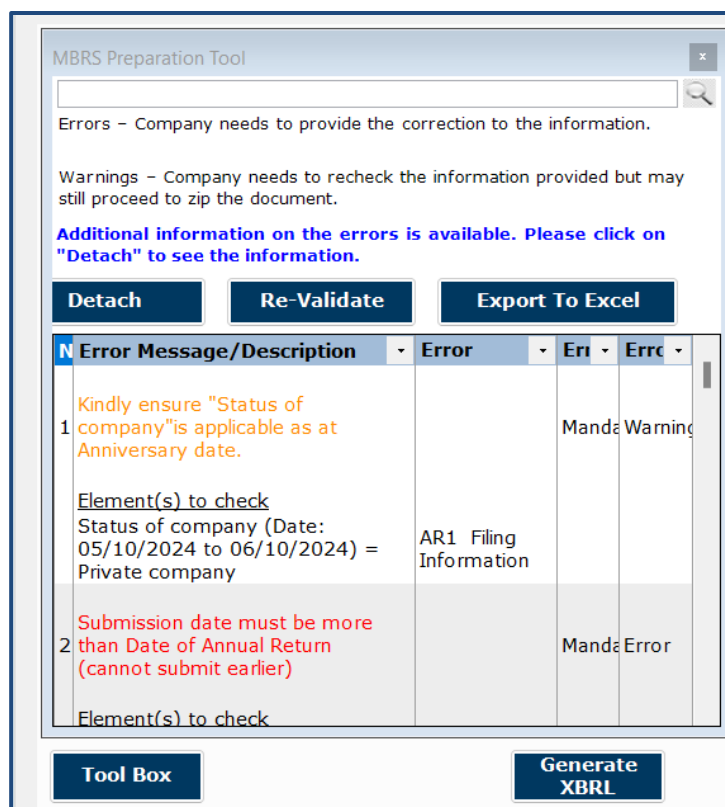 MBRS Preparation Tool
x
Errors – Company needs to provide the correction to the information.
Warnings – Company needs to recheck the information provided but may
still proceed to zip the document.
Additional information on the errors is available. Please click on
"Detach" to see the information.
Detach Re-Validate Export To Excel
N Error Message/Description Error Err Errc
Kindly ensure "Status of
1 company"is applicable as at Manda Warning
Anniversary date.
Element(s) to check
Status of company (Date:
05/10/2024 to 06/10/2024) =
Private company
AR1 Filing
Information
Submission date must be more
2 than Date of Annual Return Manda Error
(cannot submit earlier)
Element(s) to check
Tool Box
Generate
XBRL